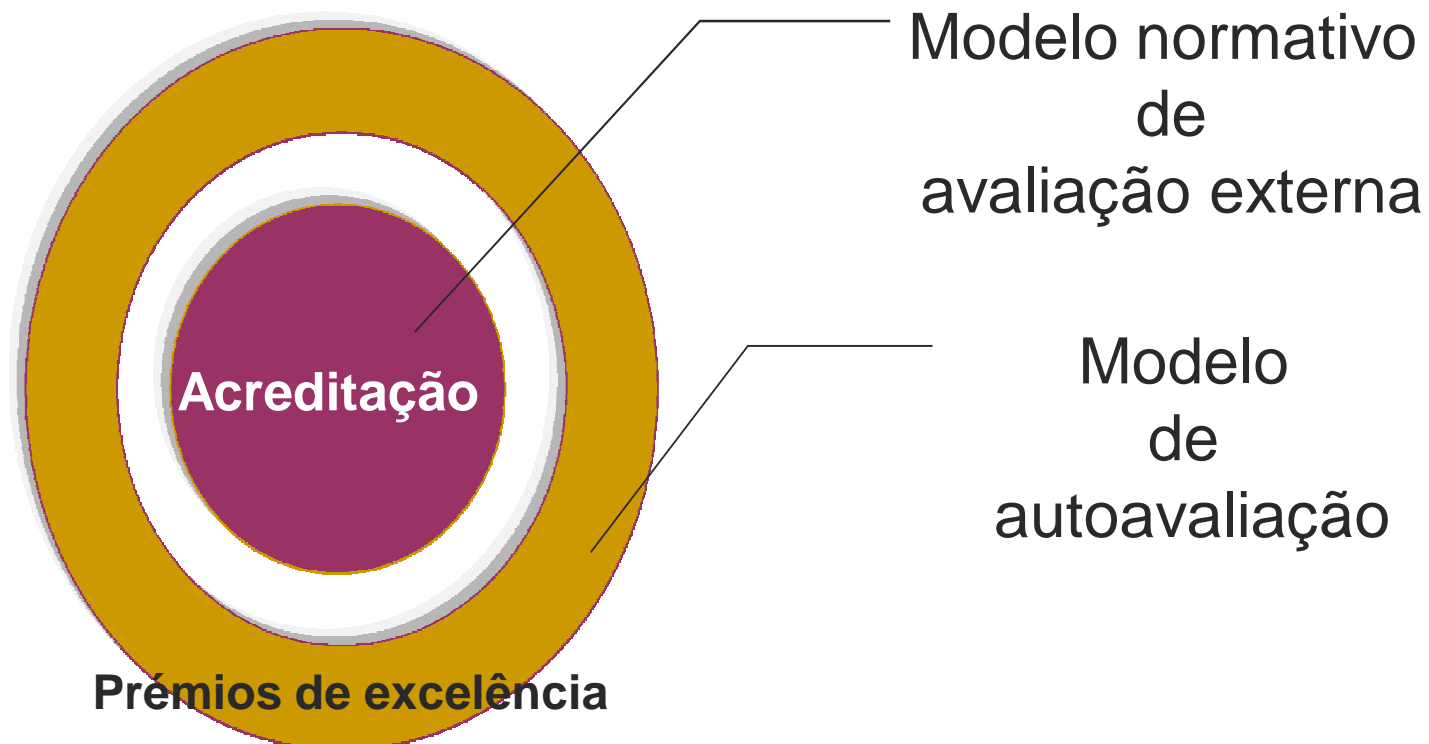 Modelo normativo
de
avaliação externa
Acreditação
Modelo
de
autoavaliação
Prémios de excelência